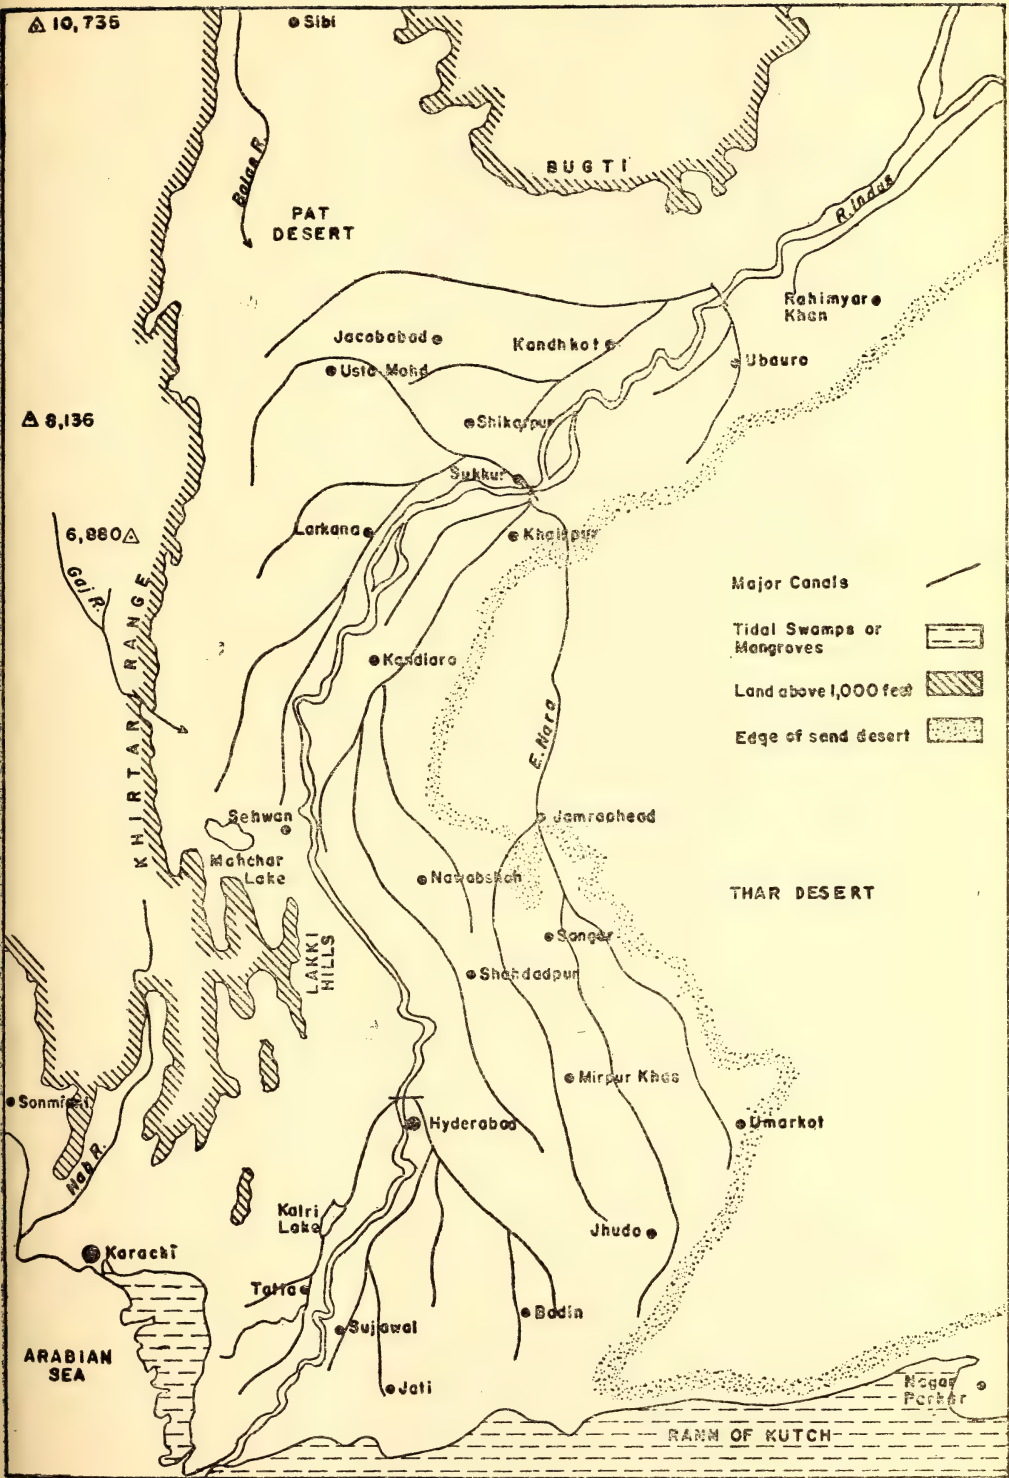 10,735
Sibi
BUGTI
Bolan R.
R. Indus
PAT
DESERT
Rahimyar
Khan
Jacobabad
Kandhkot
Usta Mohd
Ubauro
8,136
Shikarpur
Sukkur
Larkana
Khairpur
6,880
Gaj R.
Major Canals
Tidal Swamps or
Mangroves
Kandiaro
Land above 1,000 feet
KHIRTAR RANGE
E. Nara
Edge of sand desert
Sehwan
Jamraohead
Mahchar
Lake
Nawabshah
THAR DESERT
Sangar
LAKKI
HILLS
Shahdadpur
Mirpur Khas
Sonmiani
Hyderabad
Umarkot
Hab R.
Kalri
Lake
Jhudo
Karachi
Tatta
Badin
Sujawal
ARABIAN
SEA
Jati
Nagar
Parkar
RANN OF KUTCH